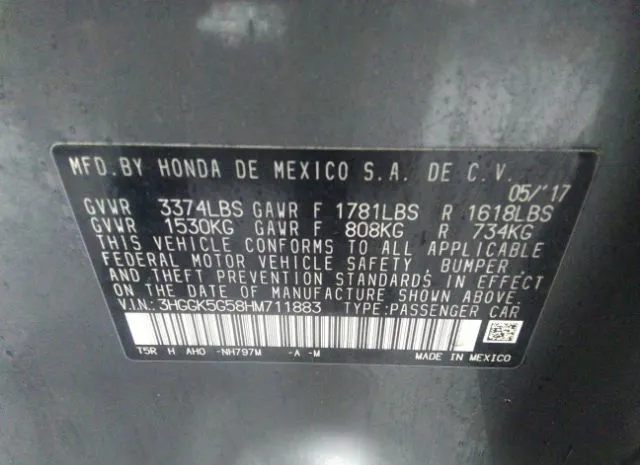 MFD. BY HONDA DE MEXICO S.A. DE C.V.
05/'17
GVWR 3374LBS GAWR F 1781LBS R 1618LBS
GVWR 1530KG GAWR F 808KG R 734KG
THIS VEHICLE CONFORMS TO ALL APPLICABLE
FEDERAL MOTOR VEHICLE SAFETY, BUMPER,
AND THEFT PREVENTION STANDARDS IN EFFECT
ON THE DATE OF MANUFACTURE SHOWN ABOVE.
V.I.N.: 3HGGK5G58HM711883 TYPE: PASSENGER CAR
T5R H AH0 -NH797M -A -M MADE IN MEXICO